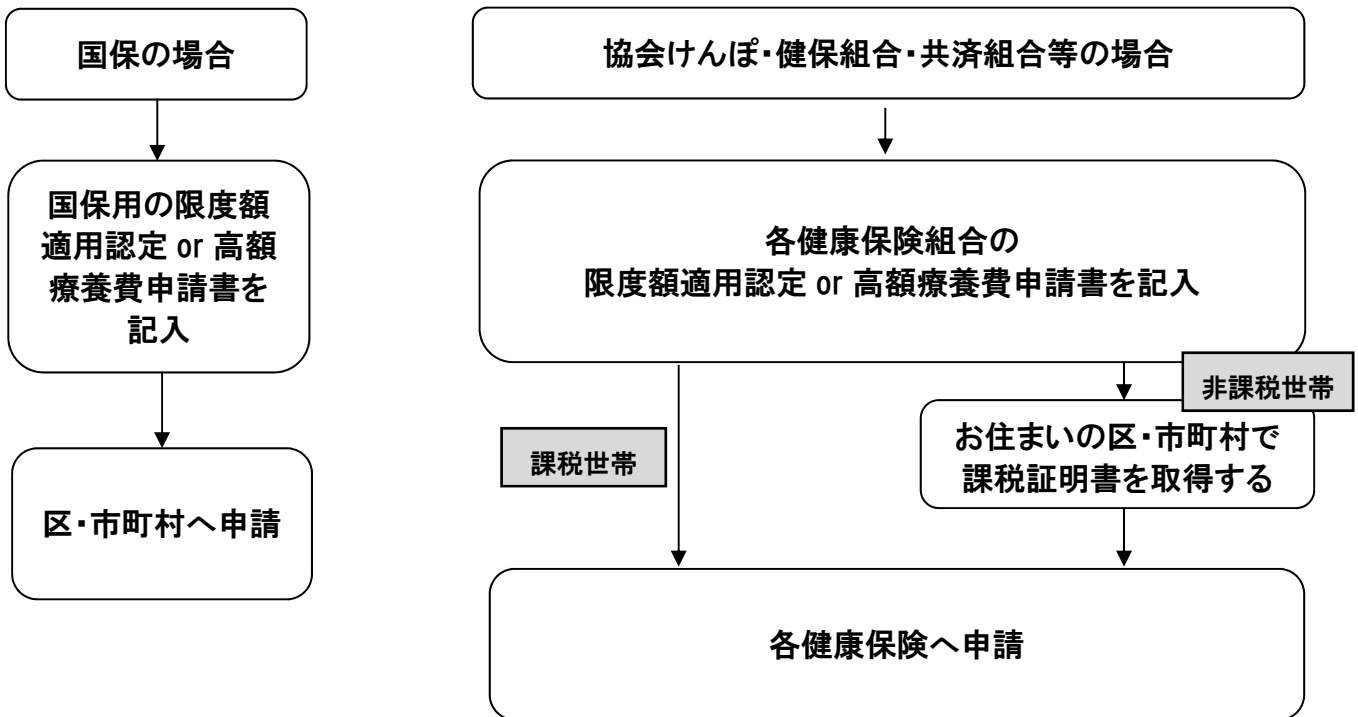 国保の場合
国保用の限度額
適用認定 or 高額
療養費申請書を
記入
区・市町村へ申請
協会けんぽ・健保組合・共済組合等の場合
各健康保険組合の
限度額適用認定 or 高額療養費申請書を記入
課税世帯
非課税世帯
お住まいの区・市町村で
課税証明書を取得する
各健康保険へ申請